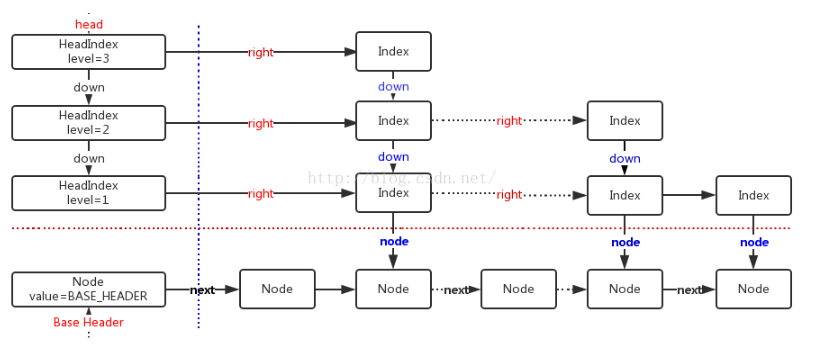 head
HeadIndex
level=3
right
Index
down
down
HeadIndex
level=2
right
Index
right
Index
down
down
down
http://blog.csdn.net/
HeadIndex
level=1
right
Index
right
Index
Index
node
node
node
Node
value=BASE_HEADER
next
Node
Node
next
Node
Node
next
Node
Base Header